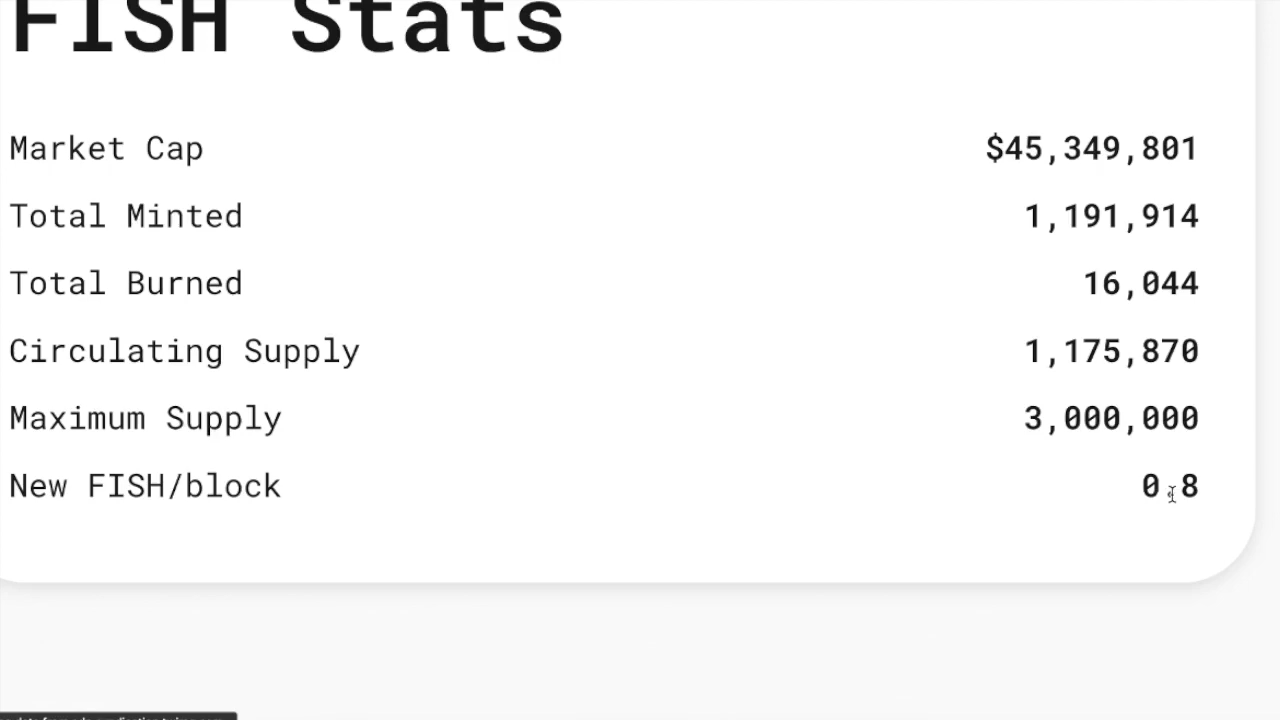 FISH Stats
Market Cap $45,349,801
Total Minted 1,191,914
Total Burned 16,044
Circulating Supply 1,175,870
Maximum Supply 3,000,000
New FISH/block 0.8